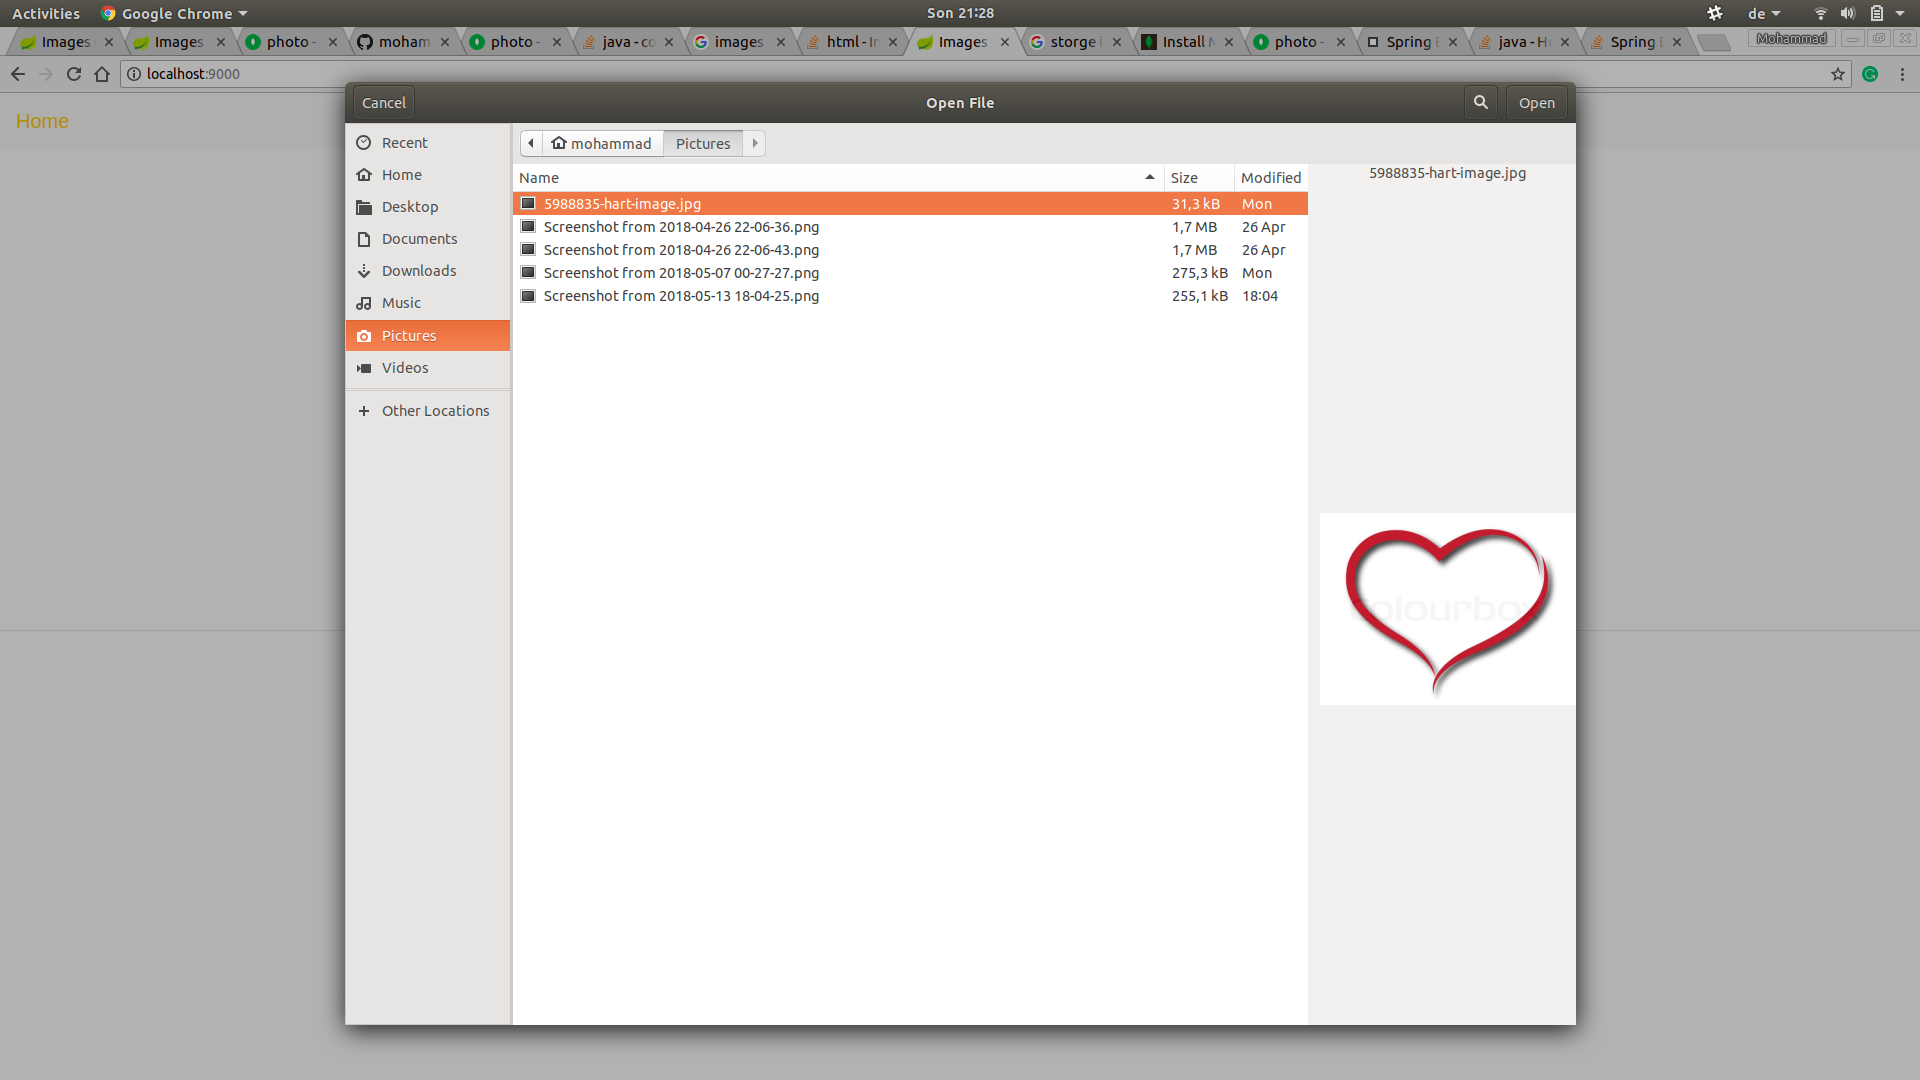 Activities Google Chrome Son 21:28 de
Images Images photo - moham photo - java - co images html - In Images storge i Install photo - Spring java - Ho Spring Mohammad
localhost:9000
Home
Cancel Open File Open
mohammad Pictures
Recent
Home
Desktop
Documents
Downloads
Music
Pictures
Videos
Other Locations
Name Size Modified
5988835-hart-image.jpg 31,3 kB Mon
Screenshot from 2018-04-26 22-06-36.png 1,7 MB 26 Apr
Screenshot from 2018-04-26 22-06-43.png 1,7 MB 26 Apr
Screenshot from 2018-05-07 00-27-27.png 275,3 kB Mon
Screenshot from 2018-05-13 18-04-25.png 255,1 kB 18:04
5988835-hart-image.jpg
colourbox